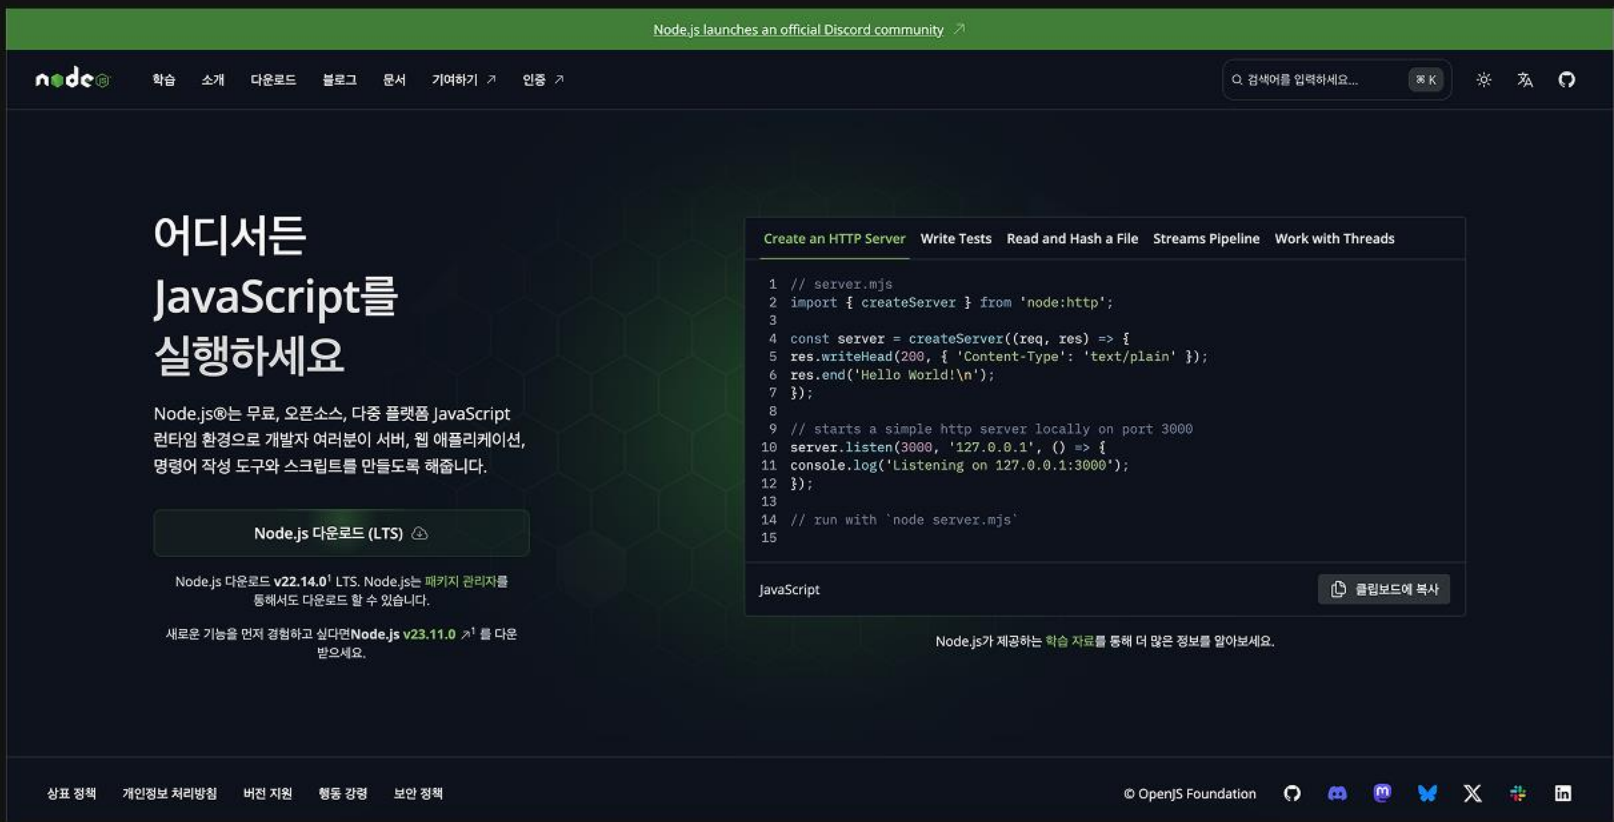 Node.js launches an official Discord community
node JS
학습 소개 다운로드 블로그 문서 기여하기 인증
검색어를 입력하세요... ⌘ K
어디서든
JavaScript를
실행하세요
Node.js®는 무료, 오픈소스, 다중 플랫폼 JavaScript
런타임 환경으로 개발자 여러분이 서버, 웹 애플리케이션,
명령어 작성 도구와 스크립트를 만들도록 해줍니다.
Node.js 다운로드 (LTS)
Node.js 다운로드 v22.14.0¹ LTS. Node.js는 패키지 관리자를
통해서도 다운로드 할 수 있습니다.
새로운 기능을 먼저 경험하고 싶다면Node.js v23.11.0 ↗¹ 를 다운
받으세요.
Create an HTTP Server Write Tests Read and Hash a File Streams Pipeline Work with Threads
1 // server.mjs
2 import { createServer } from 'node:http';
3
4 const server = createServer((req, res) => {
5 res.writeHead(200, { 'Content-Type': 'text/plain' });
6 res.end('Hello World!\n');
7 });
8
9 // starts a simple http server locally on port 3000
10 server.listen(3000, '127.0.0.1', () => {
11 console.log('Listening on 127.0.0.1:3000');
12 });
13
14 // run with `node server.mjs`
15
JavaScript 클립보드에 복사
Node.js가 제공하는 학습 자료를 통해 더 많은 정보를 알아보세요.
상표 정책 개인정보 처리방침 버전 지원 행동 강령 보안 정책
© OpenJS Foundation